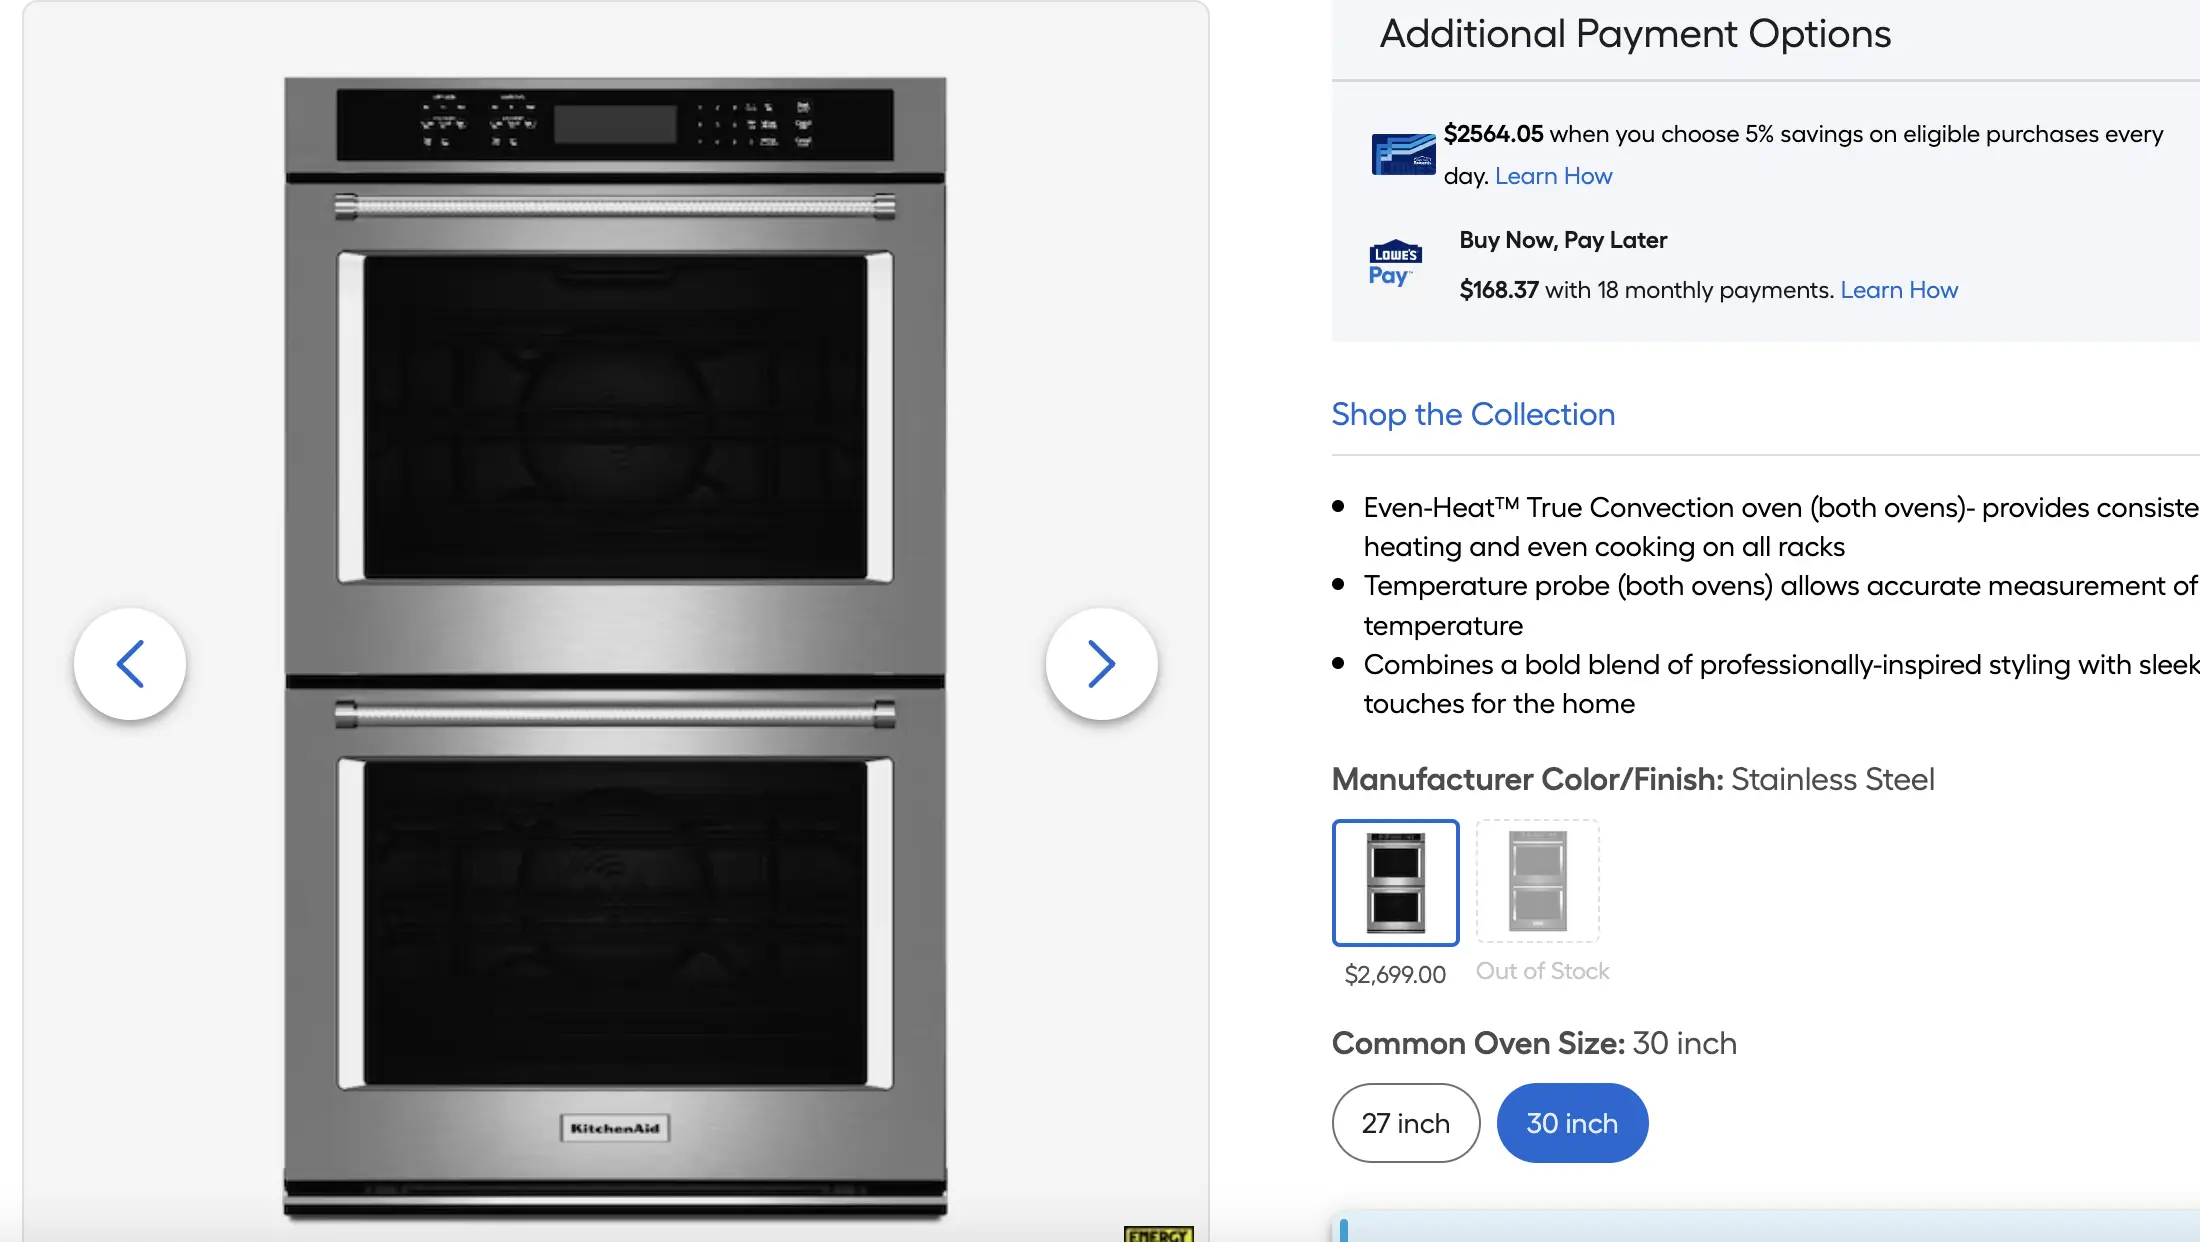 Additional Payment Options
$2564.05 when you choose 5% savings on eligible purchases every
day. Learn How
LOWE'S
Pay
Buy Now, Pay Later
$168.37 with 18 monthly payments. Learn How
Shop the Collection
Even-Heat™ True Convection oven (both ovens)- provides consiste
heating and even cooking on all racks
Temperature probe (both ovens) allows accurate measurement of
temperature
Combines a bold blend of professionally-inspired styling with sleek
touches for the home
Manufacturer Color/Finish: Stainless Steel
$2,699.00
Out of Stock
Common Oven Size: 30 inch
27 inch
30 inch
KitchenAid
ENERGY